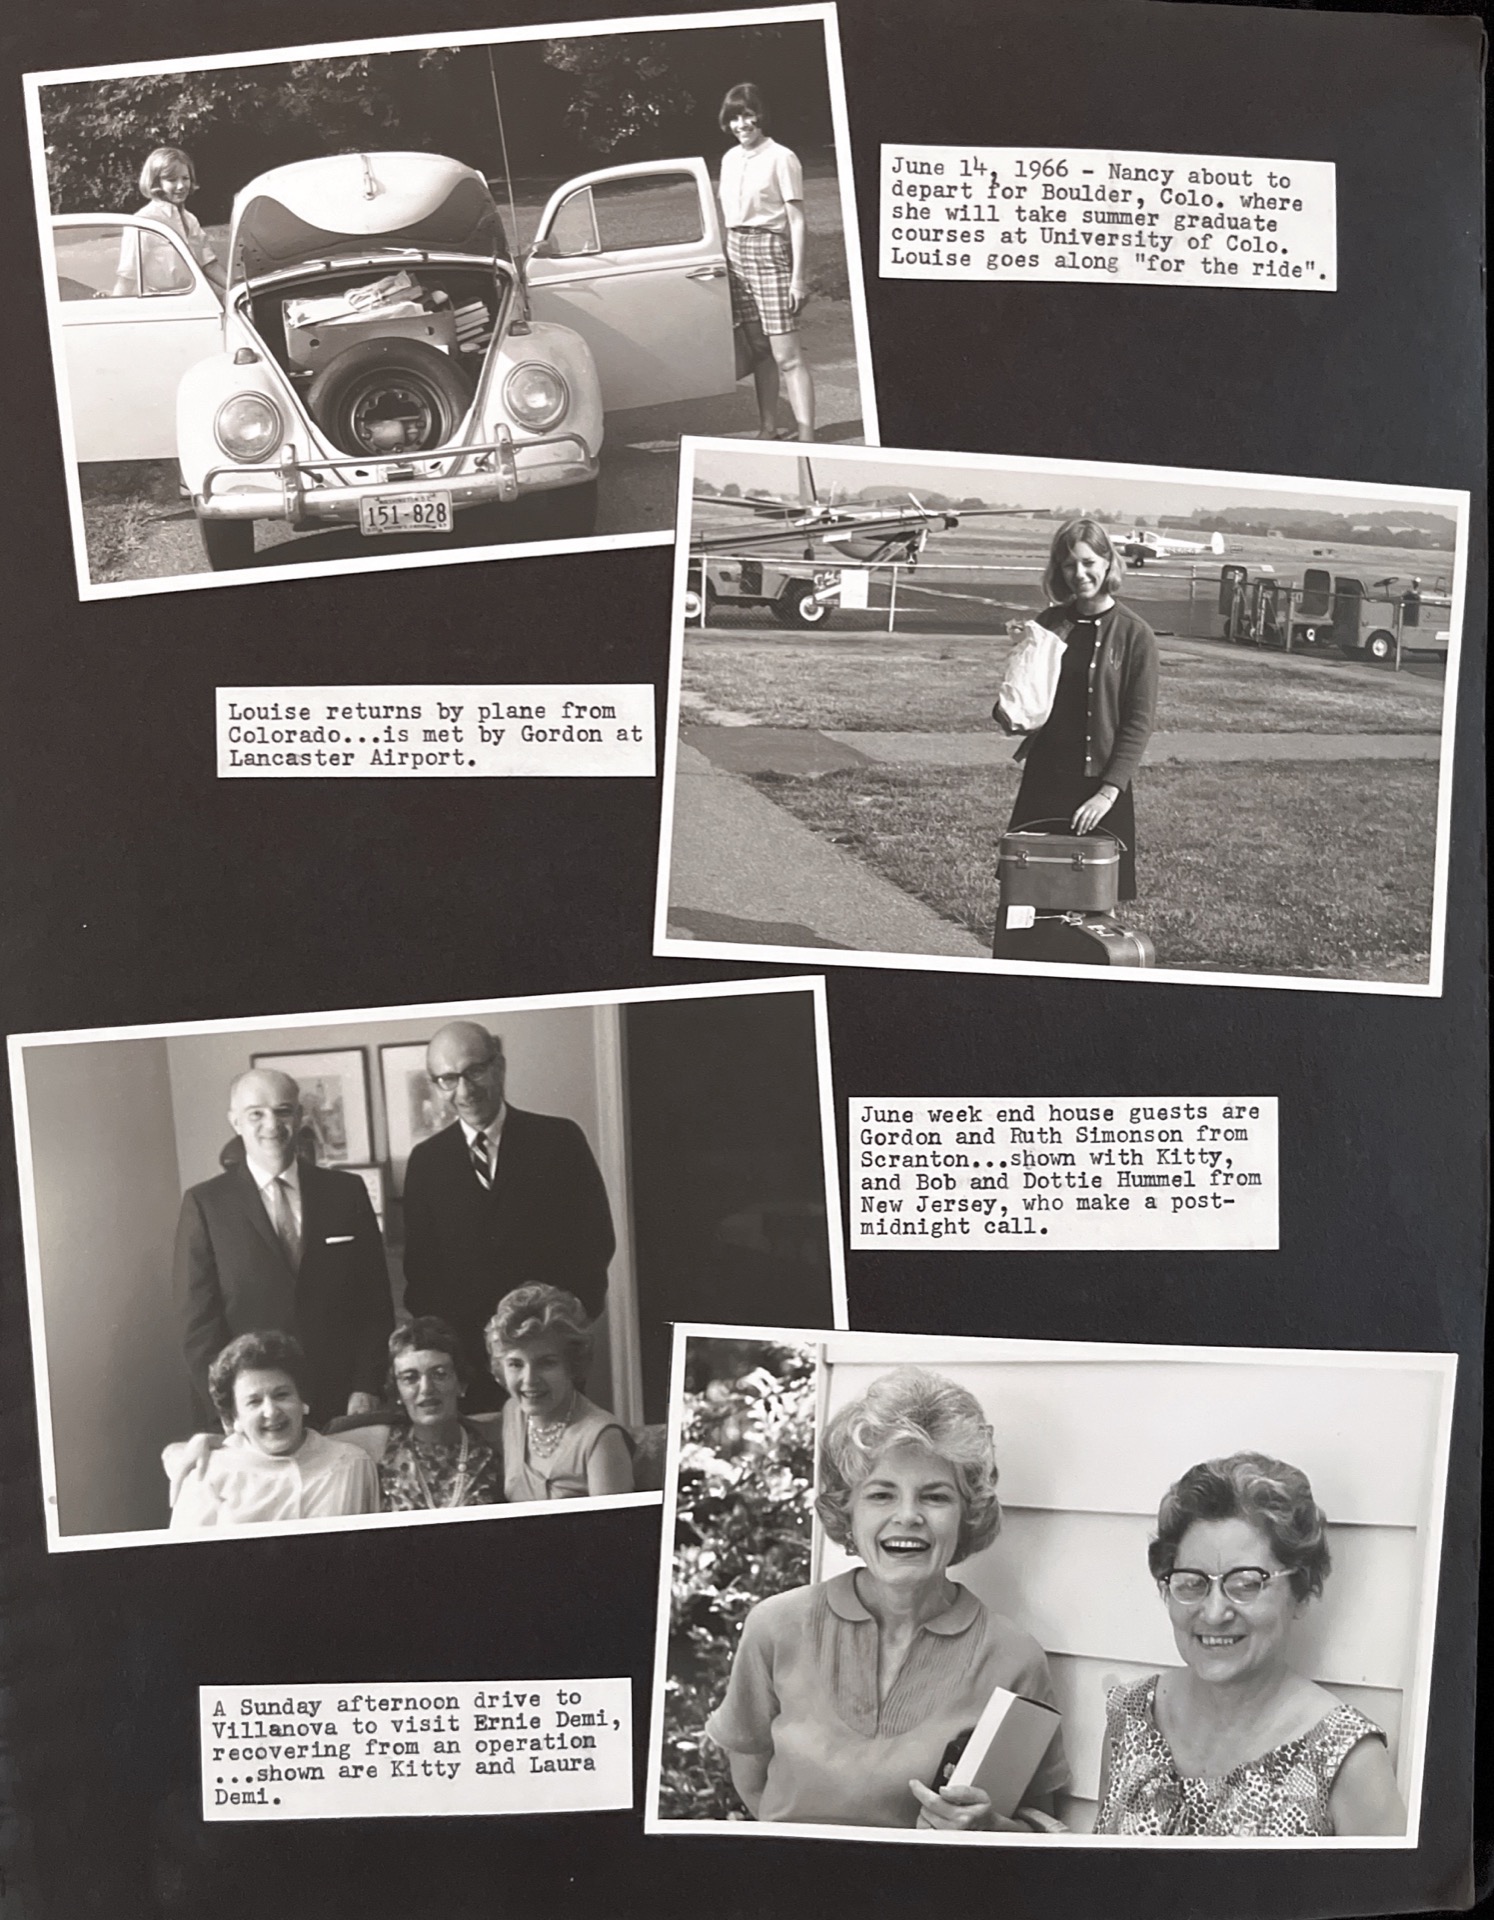 June 14, 1966 - Nancy about to
depart for Boulder, Colo. where
she will take summer graduate
courses at University of Colo.
Louise goes along "for the ride".
151-828
Louise returns by plane from
Colorado...is met by Gordon at
Lancaster Airport.
June week end house guests are
Gordon and Ruth Simonson from
Scranton...shown with Kitty,
and Bob and Dottie Hummel from
New Jersey, who make a post-
midnight call.
A Sunday afternoon drive to
Villanova to visit Ernie Demi,
recovering from an operation
...shown are Kitty and Laura
Demi.